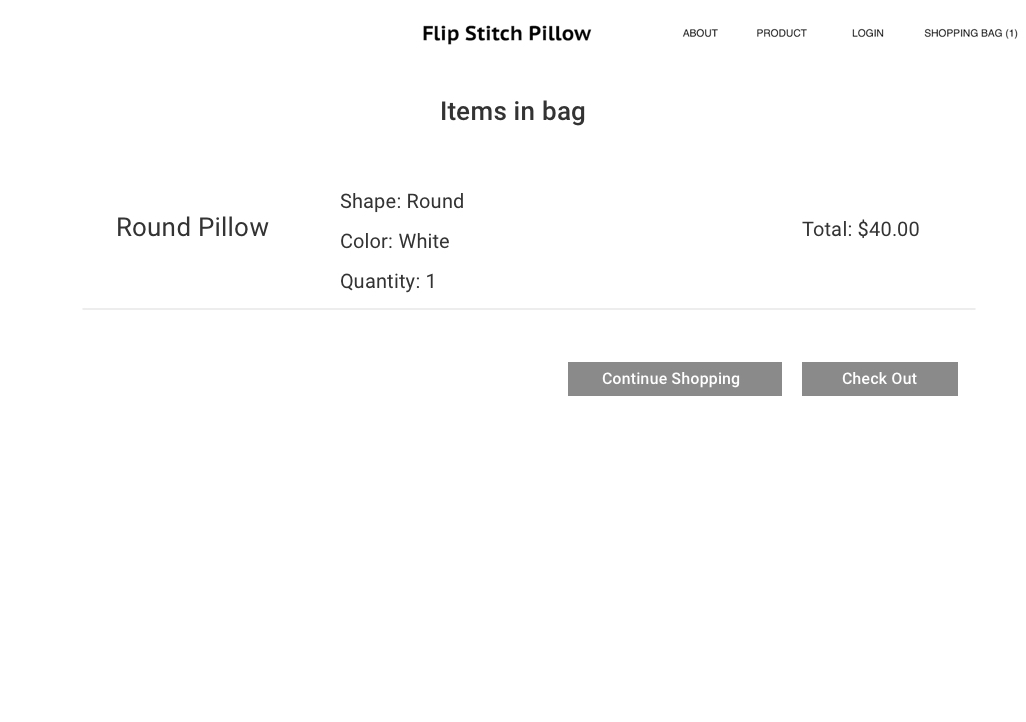 Flip Stitch Pillow
ABOUT PRODUCT LOGIN SHOPPING BAG (1)
Items in bag
Round Pillow
Shape: Round
Color: White
Quantity: 1
Total: $40.00
Continue Shopping
Check Out